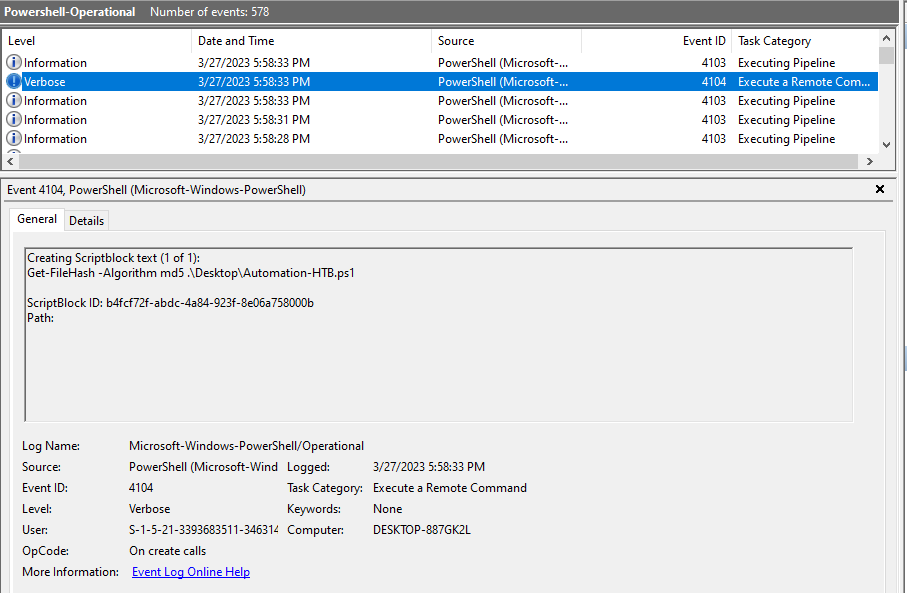 Powershell-Operational Number of events: 578
Level Date and Time Source Event ID Task Category
Information 3/27/2023 5:58:33 PM PowerShell (Microsoft-... 4103 Executing Pipeline
Verbose 3/27/2023 5:58:33 PM PowerShell (Microsoft-... 4104 Execute a Remote Com...
Information 3/27/2023 5:58:33 PM PowerShell (Microsoft-... 4103 Executing Pipeline
Information 3/27/2023 5:58:31 PM PowerShell (Microsoft-... 4103 Executing Pipeline
Information 3/27/2023 5:58:28 PM PowerShell (Microsoft-... 4103 Executing Pipeline
Event 4104, PowerShell (Microsoft-Windows-PowerShell)
General Details
Creating Scriptblock text (1 of 1):
Get-FileHash -Algorithm md5 .\Desktop\Automation-HTB.ps1
ScriptBlock ID: b4fcf72f-abdc-4a84-923f-8e06a758000b
Path:
Log Name: Microsoft-Windows-PowerShell/Operational
Source: PowerShell (Microsoft-Wind Logged: 3/27/2023 5:58:33 PM
Event ID: 4104 Task Category: Execute a Remote Command
Level: Verbose Keywords: None
User: S-1-5-21-3393683511-346314 Computer: DESKTOP-887GK2L
OpCode: On create calls
More Information: Event Log Online Help